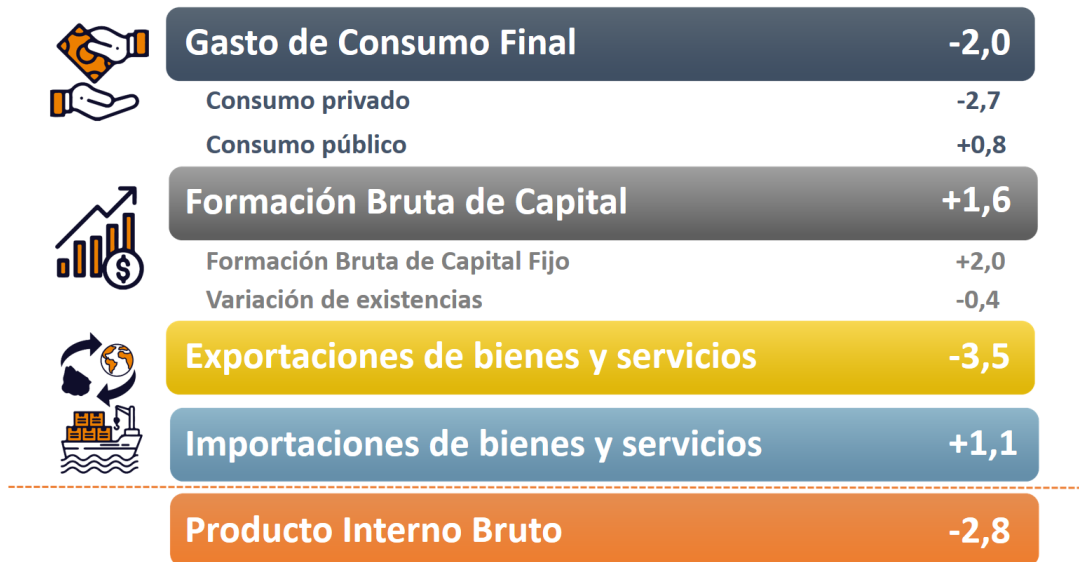 Gasto de Consumo Final -2,0
Consumo privado -2,7
Consumo público +0,8
Formación Bruta de Capital +1,6
Formación Bruta de Capital Fijo +2,0
Variación de existencias -0,4
Exportaciones de bienes y servicios -3,5
Importaciones de bienes y servicios +1,1
Producto Interno Bruto -2,8